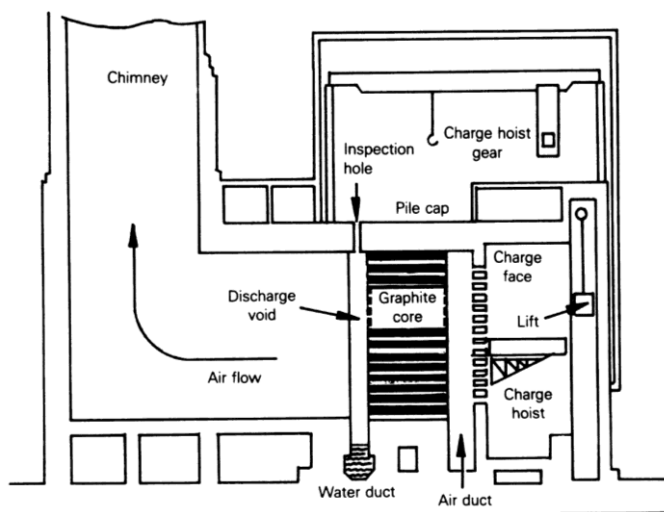 Chimney
Charge hoist
gear
Inspection
hole
Pile cap
Charge
face
Discharge
void
Graphite
core
Lift
Air flow
Charge
hoist
Water duct
Air duct